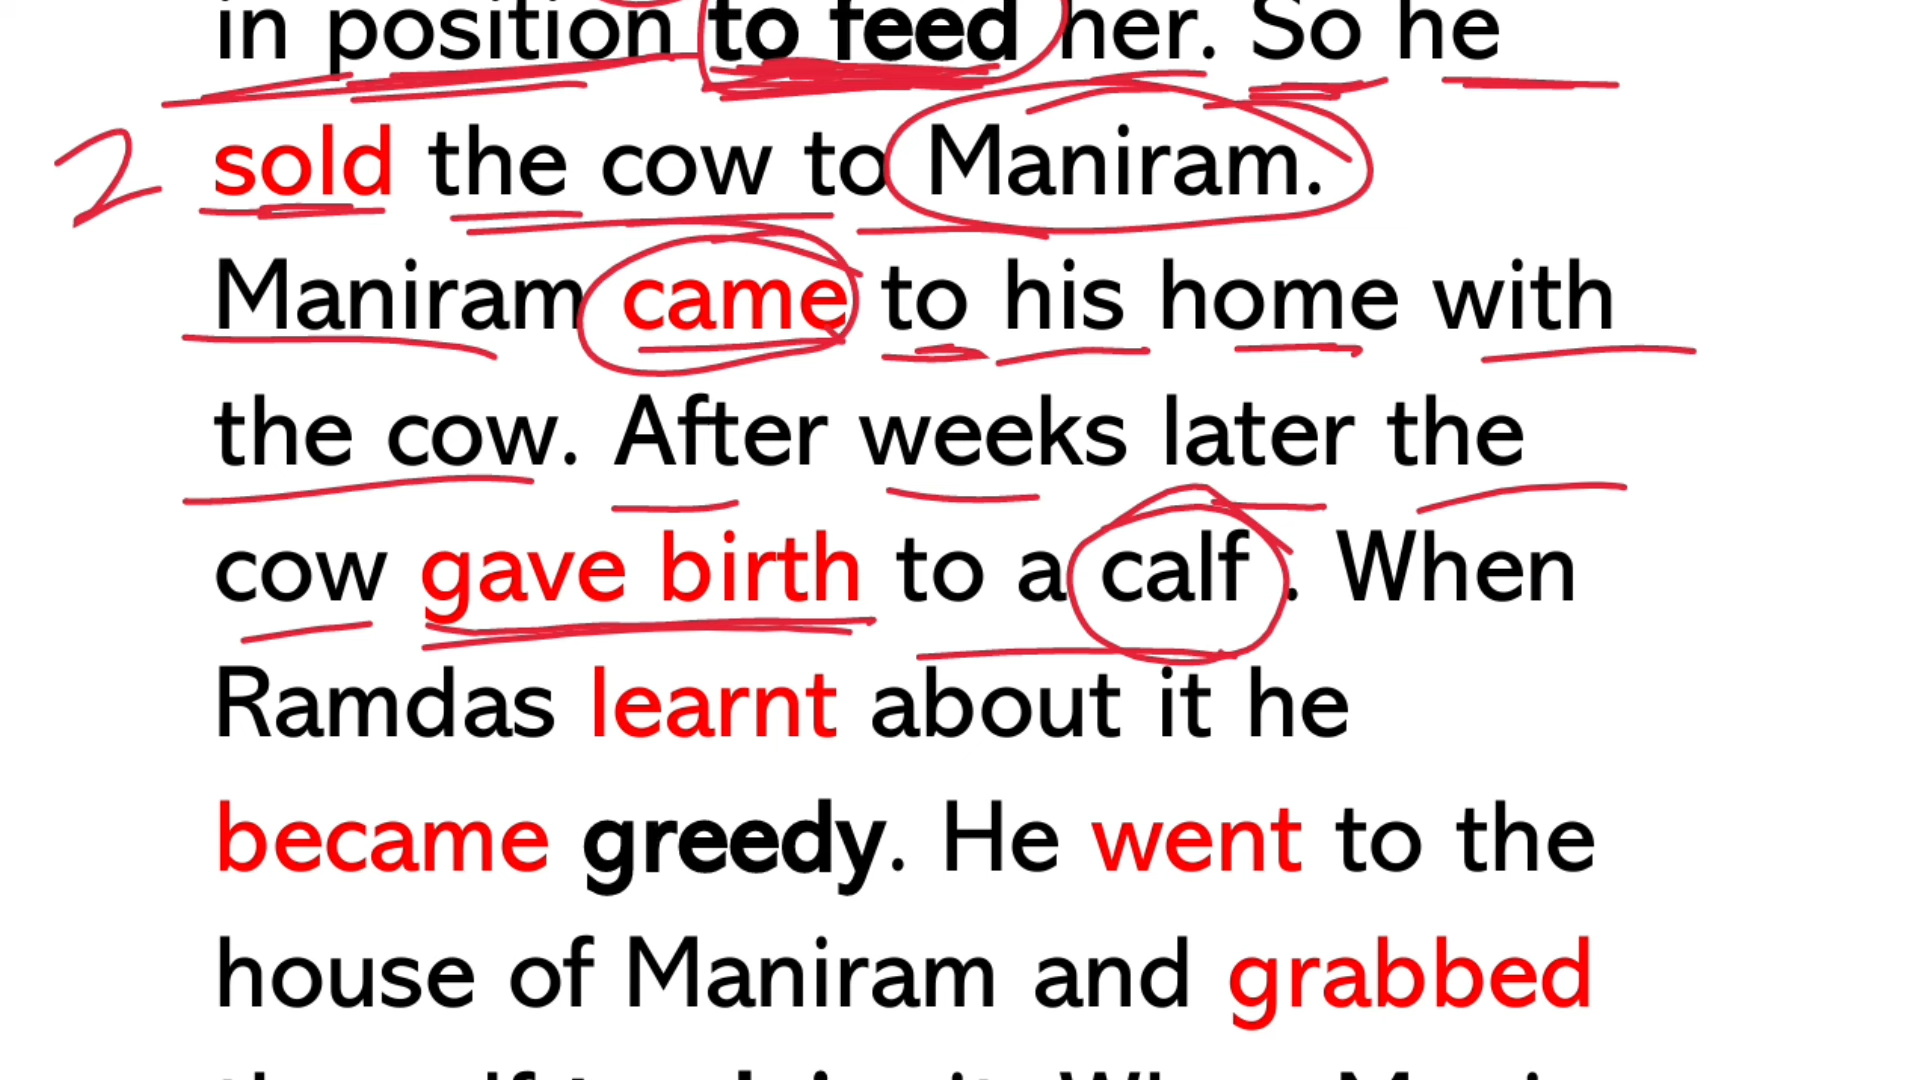 in position to feed her. So he
2 sold the cow to Maniram.
Maniram came to his home with
the cow. After weeks later the
cow gave birth to a calf . When
Ramdas learnt about it he
became greedy. He went to the
house of Maniram and grabbed